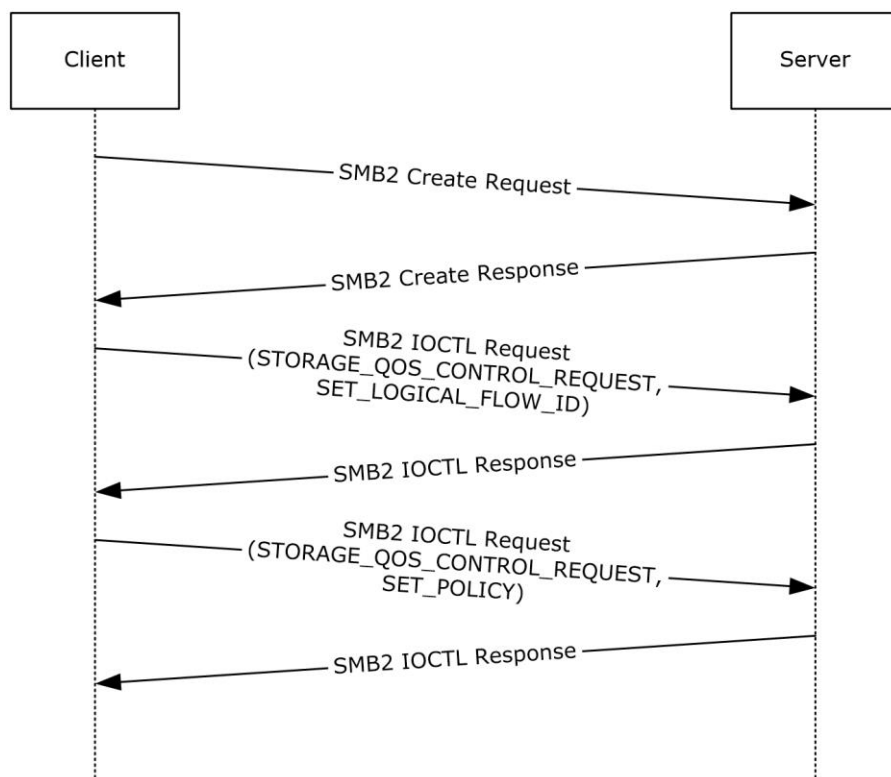 Client
Server
SMB2 Create Request
SMB2 Create Response
SMB2 IOCTL Request
(STORAGE_QOS_CONTROL_REQUEST,
SET_LOGICAL_FLOW_ID)
SMB2 IOCTL Response
SMB2 IOCTL Request
(STORAGE_QOS_CONTROL_REQUEST,
SET_POLICY)
SMB2 IOCTL Response